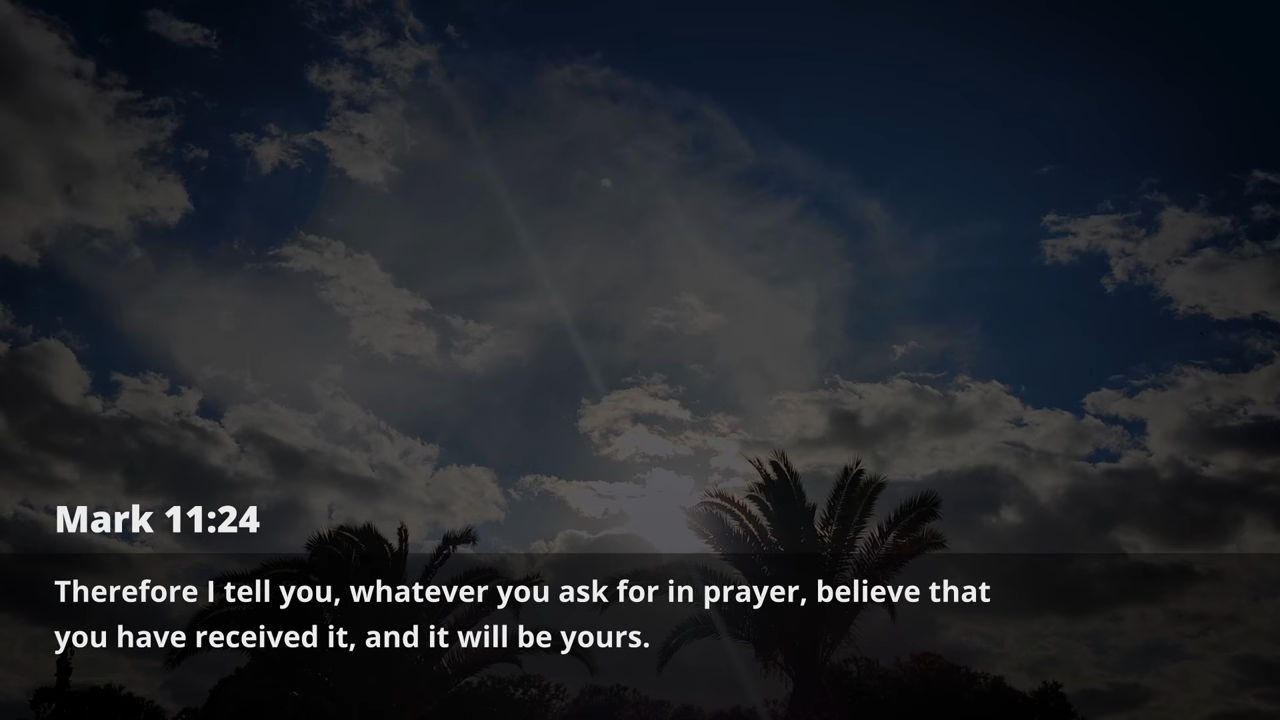 Mark 11:24
Therefore I tell you, whatever you ask for in prayer, believe that
you have received it, and it will be yours.